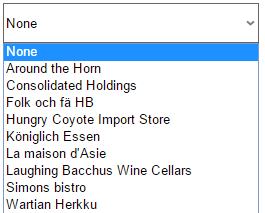 None
None
Around the Horn
Consolidated Holdings
Folk och fä HB
Hungry Coyote Import Store
Königlich Essen
La maison d'Asie
Laughing Bacchus Wine Cellars
Simons bistro
Wartian Herkku